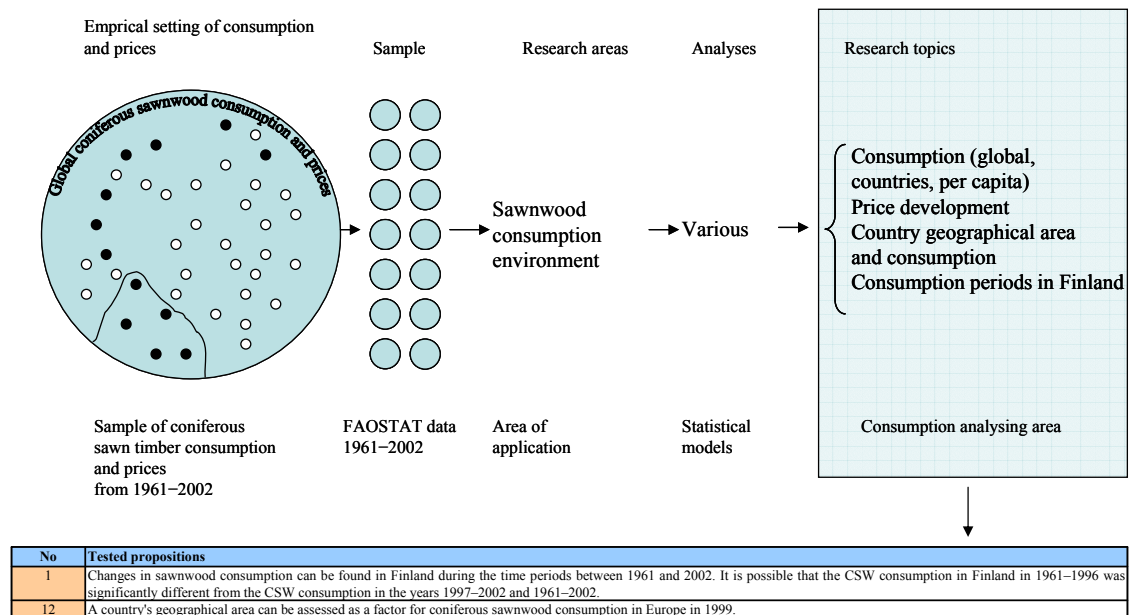 Emprical setting of consumption
and prices
Sample
Research areas
Analyses
Research topics
Global coniferous sawnwood consumption and prices
Sawnwood
consumption
environment
Various
Consumption (global,
countries, per capita)
Price development
Country geographical area
and consumption
Consumption periods in Finland
Sample of coniferous
sawn timber consumption
and prices
from 1961−2002
FAOSTAT data
1961−2002
Area of
application
Statistical
models
Consumption analysing area
No Tested propositions
1 Changes in sawnwood consumption can be found in Finland during the time periods between 1961 and 2002. It is possible that the CSW consumption in Finland in 1961–1996 was
significantly different from the CSW consumption in the years 1997–2002 and 1961–2002.
12 A country's geographical area can be assessed as a factor for coniferous sawnwood consumption in Europe in 1999.